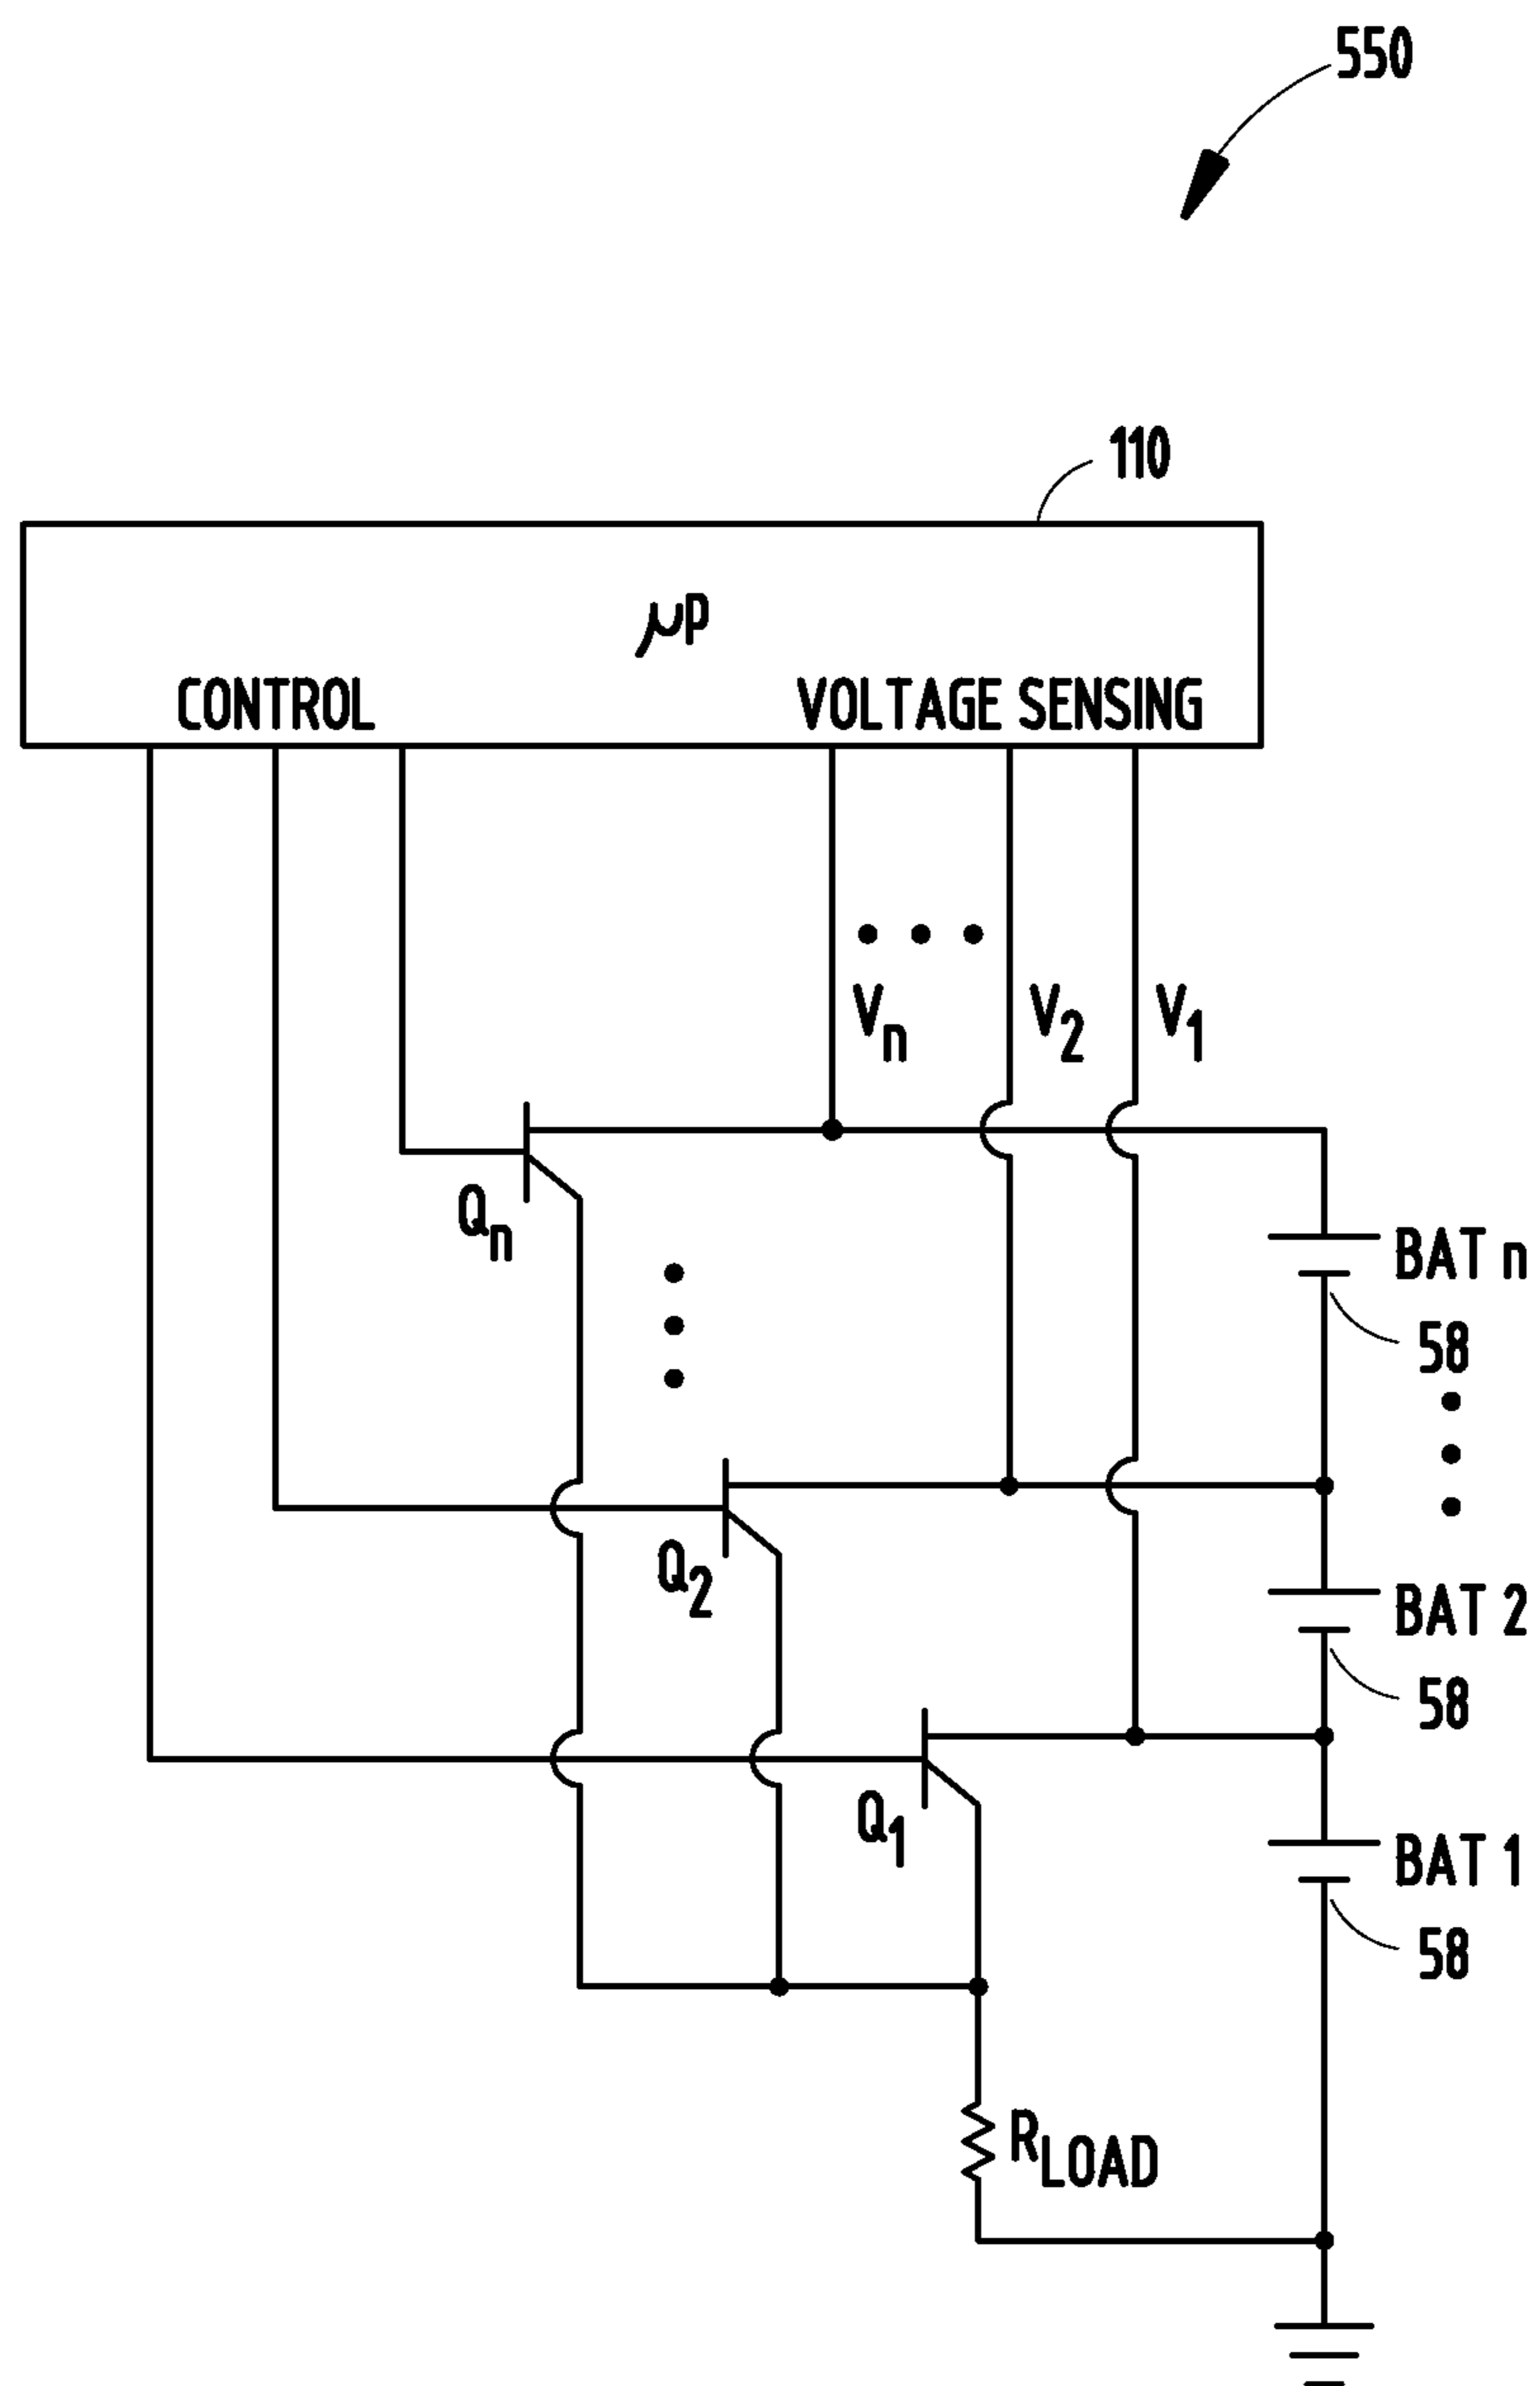 550
110
μP
CONTROL VOLTAGE SENSING
Vn V2 V1
Qn
BAT n
58
Q2
BAT 2
58
Q1
BAT 1
58
RLOAD